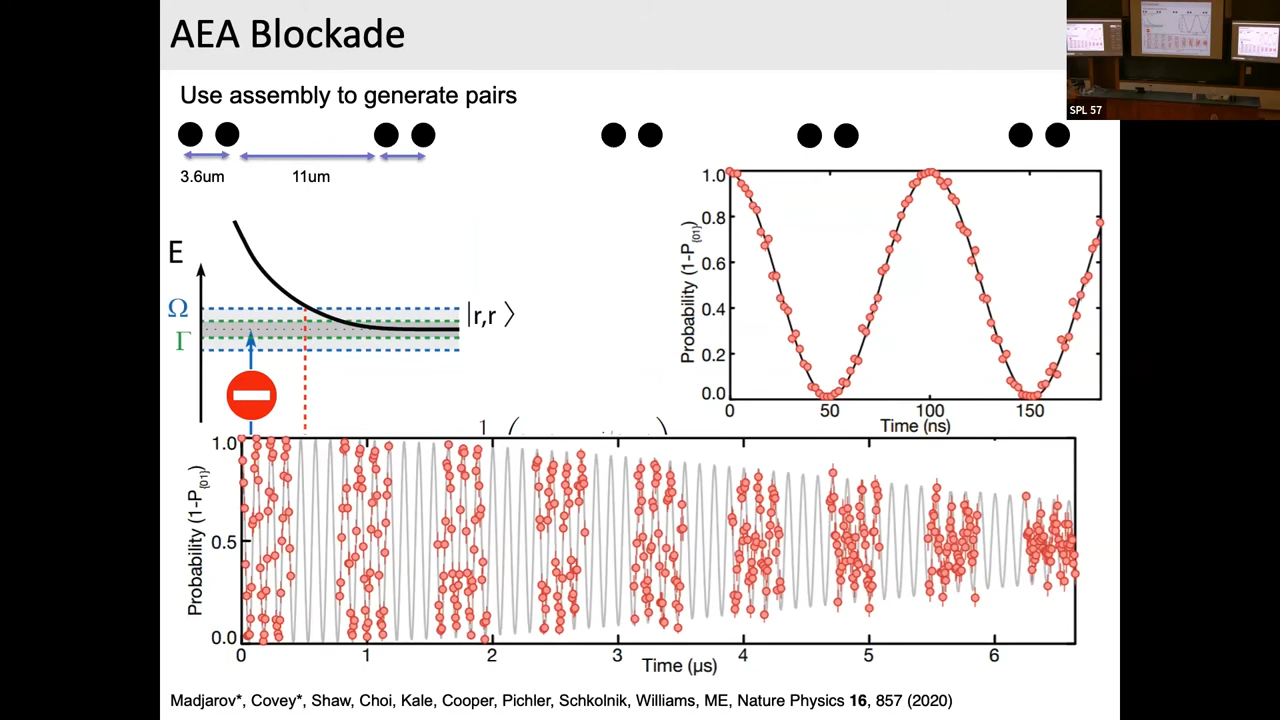 AEA Blockade
SPL 57
Use assembly to generate pairs
3.6um
11um
E
Ω
Γ
|r,r⟩
1 (
)
Probability (1-P{01})
1.0
0.8
0.6
0.4
0.2
0.0
0 50 100 150
Time (ns)
Probability (1-P{01})
1.0
0.5
0.0
0 1 2 3 4 5 6
Time (µs)
Madjarov*, Covey*, Shaw, Choi, Kale, Cooper, Pichler, Schkolnik, Williams, ME, Nature Physics 16, 857 (2020)